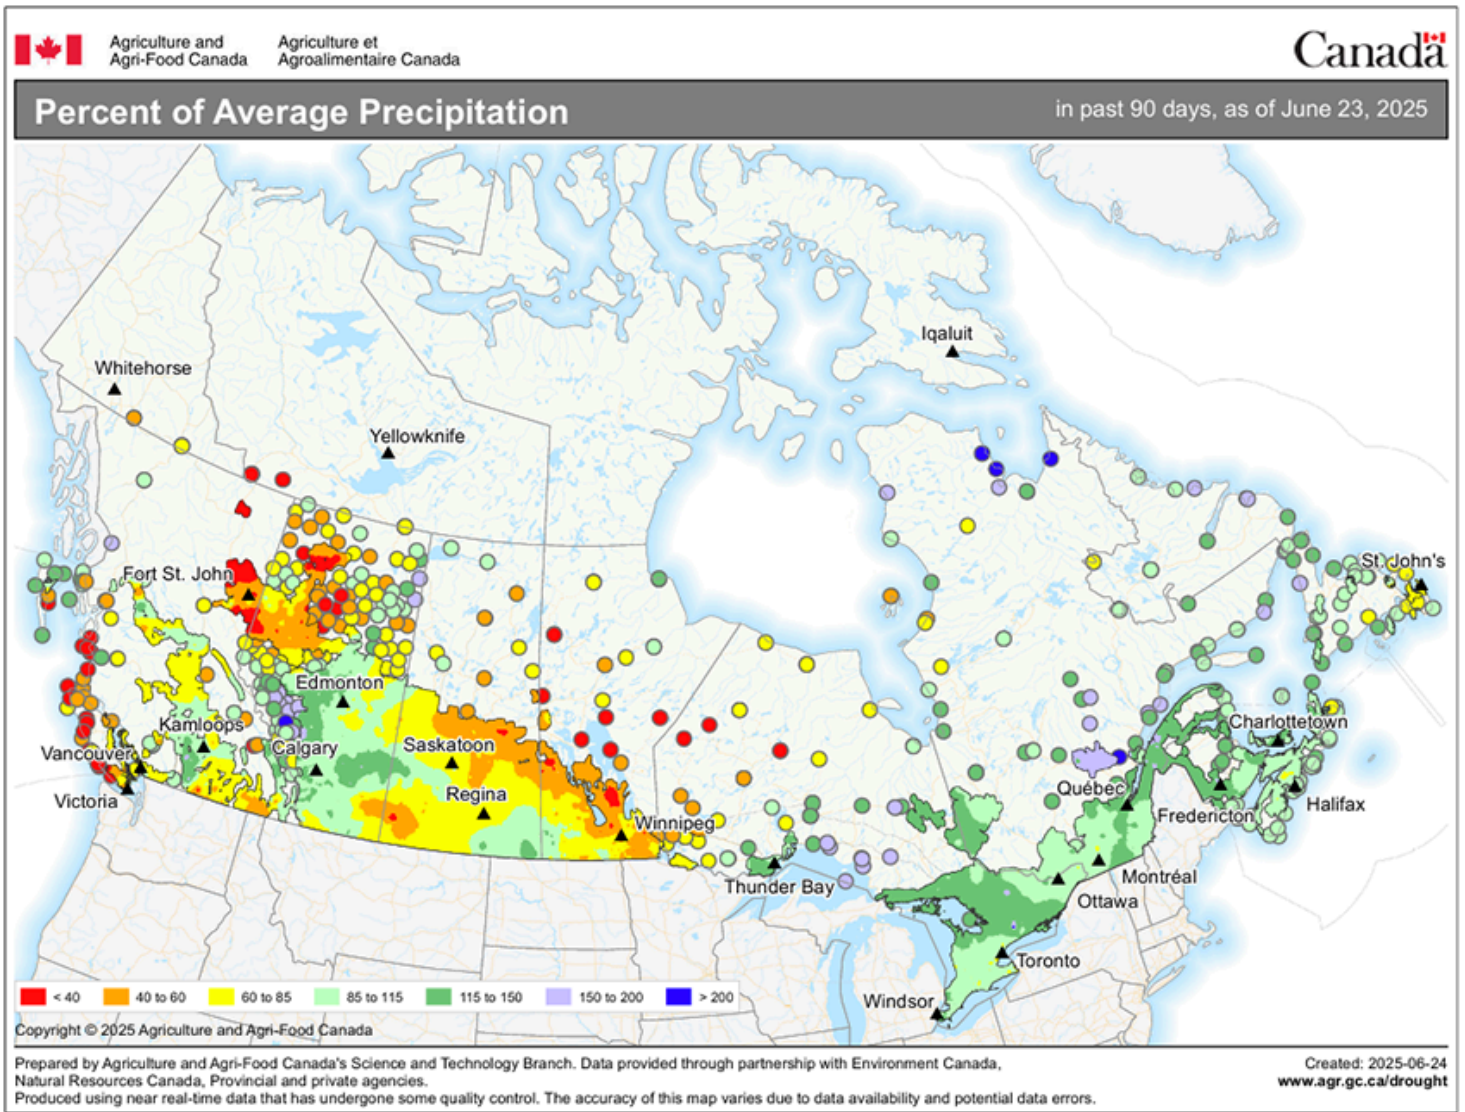 Agriculture and
Agri-Food Canada
Agriculture et
Agroalimentaire Canada
Canada
Percent of Average Precipitation
in past 90 days, as of June 23, 2025
Iqaluit
Whitehorse
Yellowknife
St. John's
Fort St. John
Edmonton
Kamloops
Charlottetown
Vancouver
Calgary
Saskatoon
Québec
Victoria
Regina
Halifax
Winnipeg
Fredericton
Thunder Bay
Montréal
Ottawa
Toronto
Windsor
< 40
40 to 60
60 to 85
85 to 115
115 to 150
150 to 200
> 200
Copyright © 2025 Agriculture and Agri-Food Canada
Prepared by Agriculture and Agri-Food Canada's Science and Technology Branch. Data provided through partnership with Environment Canada,
Natural Resources Canada, Provincial and private agencies.
Produced using near real-time data that has undergone some quality control. The accuracy of this map varies due to data availability and potential data errors.
Created: 2025-06-24
www.agr.gc.ca/drought